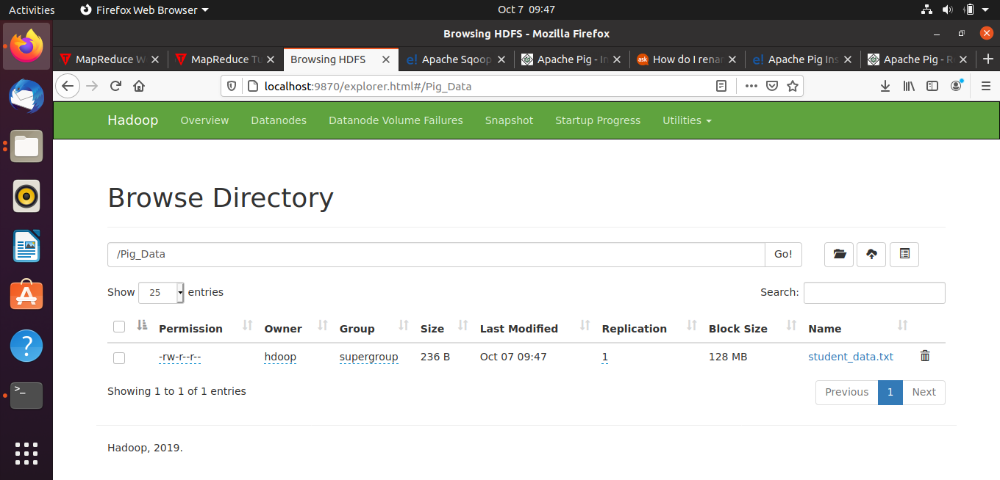 Activities Firefox Web Browser Oct 7 09:47
Browsing HDFS - Mozilla Firefox
MapReduce W MapReduce Tu Browsing HDFS e! Apache Sqoop Apache Pig - In ask How do I rena e! Apache Pig Ins Apache Pig - R
localhost:9870/explorer.html#/Pig_Data
Hadoop Overview Datanodes Datanode Volume Failures Snapshot Startup Progress Utilities
Browse Directory
/Pig_Data Go!
Show 25 entries Search:
Permission Owner Group Size Last Modified Replication Block Size Name
-rw-r--r-- hdoop supergroup 236 B Oct 07 09:47 1 128 MB student_data.txt
Showing 1 to 1 of 1 entries Previous 1 Next
Hadoop, 2019.